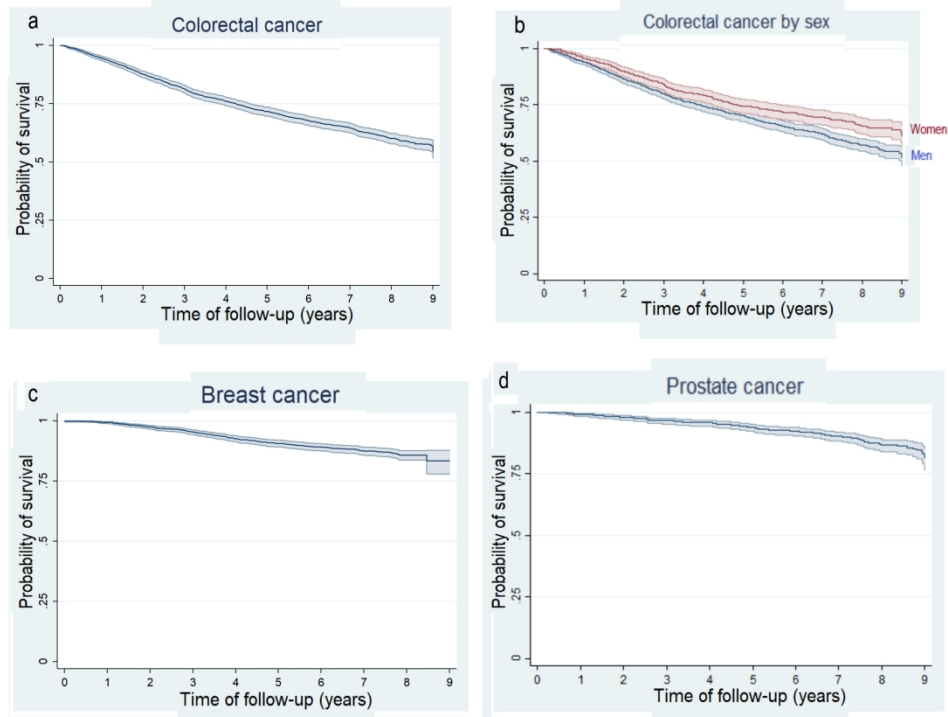 a
Colorectal cancer
Probability of survival
1
.75
.5
.25
0
0 1 2 3 4 5 6 7 8 9
Time of follow-up (years)
b
Colorectal cancer by sex
Probability of survival
1
.75
.5
.25
0
Women
Men
0 1 2 3 4 5 6 7 8 9
Time of follow-up (years)
c
Breast cancer
Probability of survival
1
.75
.5
.25
0
0 1 2 3 4 5 6 7 8 9
Time of follow-up (years)
d
Prostate cancer
Probability of survival
1
.75
.5
.25
0
0 1 2 3 4 5 6 7 8 9
Time of follow-up (years)